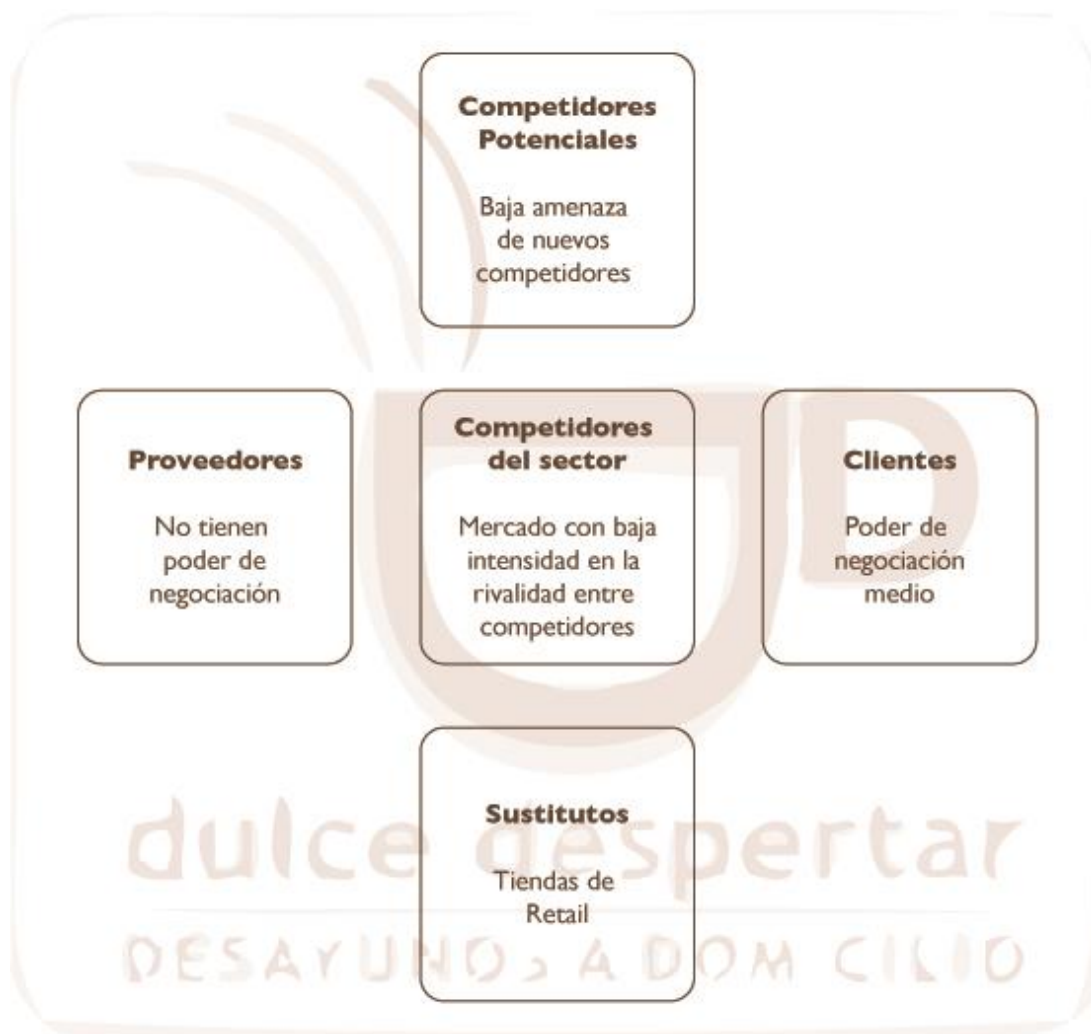 Competidores
Potenciales
Baja amenaza
de nuevos
competidores
Proveedores
No tienen
poder de
negociación
Competidores
del sector
Mercado con baja
intensidad en la
rivalidad entre
competidores
Clientes
Poder de
negociación
medio
Sustitutos
Tiendas de
Retail
dulce despertar
DESAYUNOS A DOMICILIO